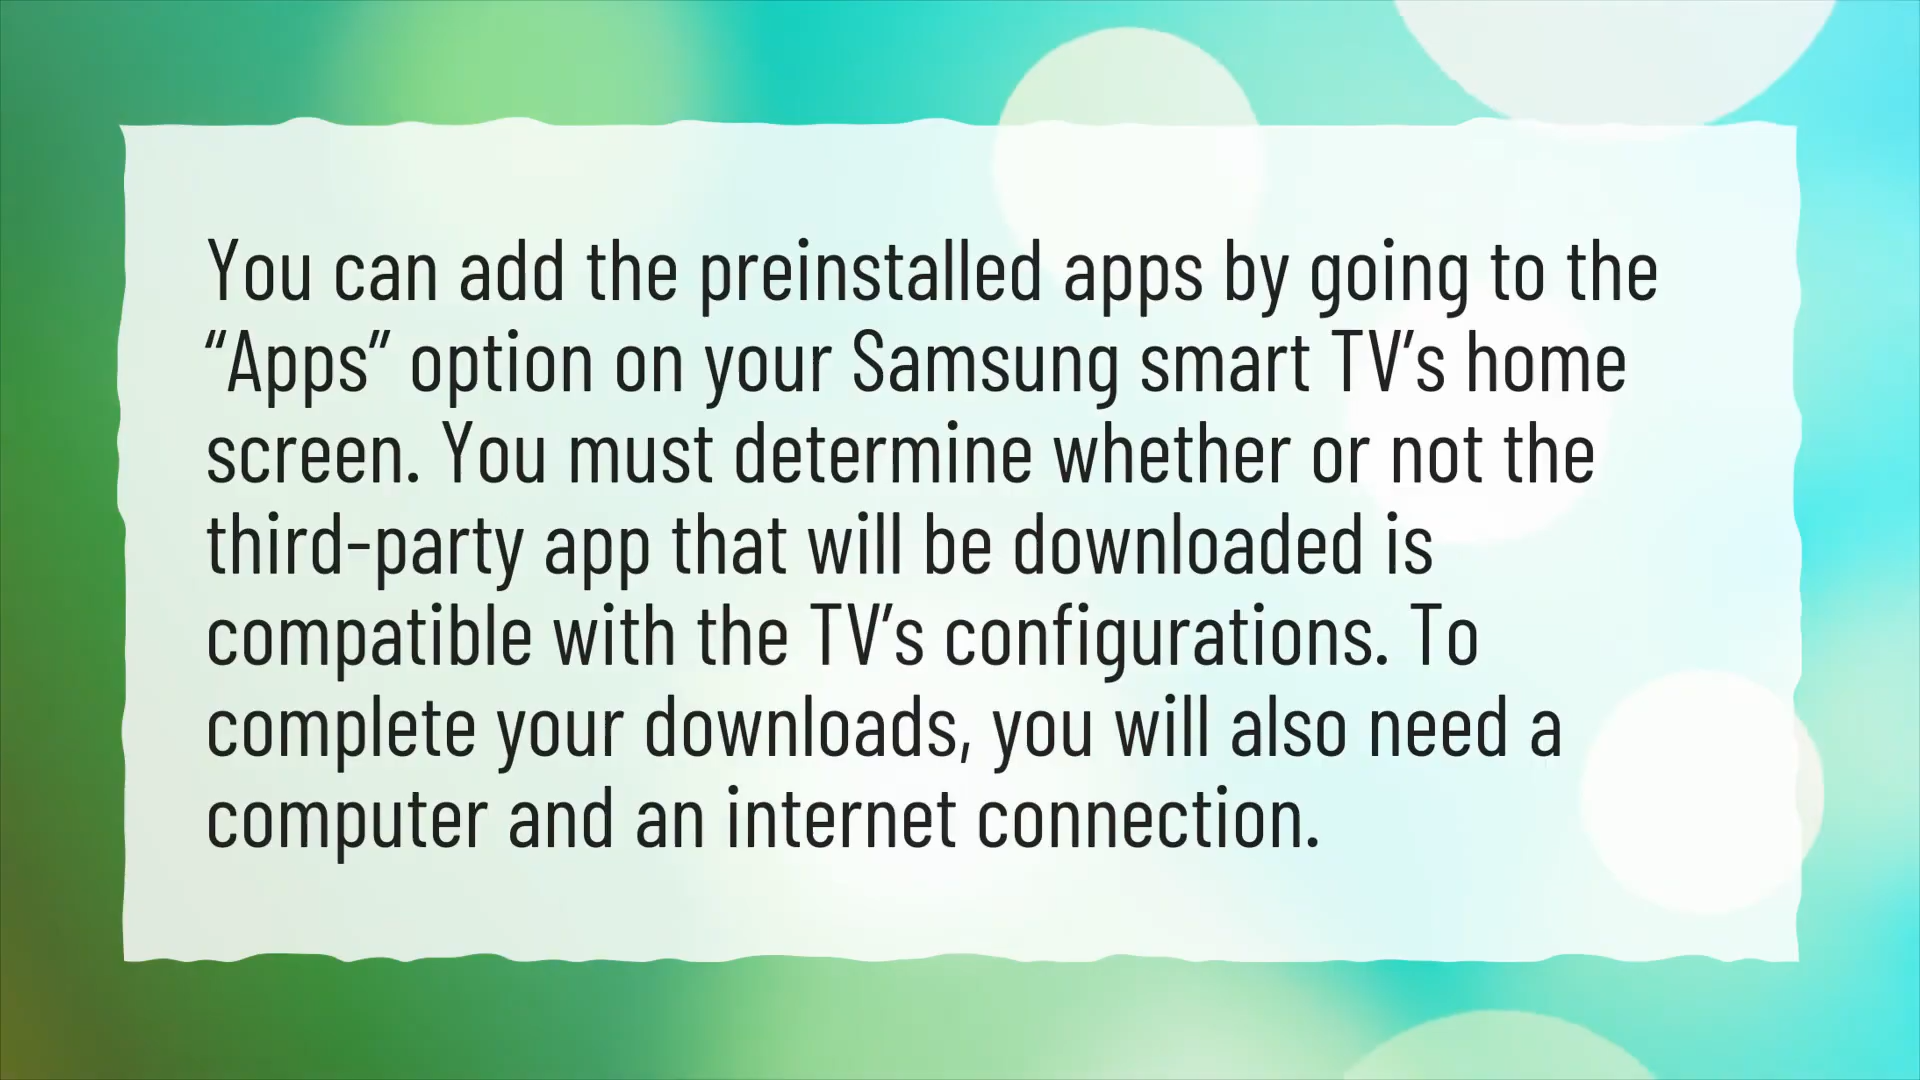 You can add the preinstalled apps by going to the
“Apps” option on your Samsung smart TV’s home
screen. You must determine whether or not the
third-party app that will be downloaded is
compatible with the TV’s configurations. To
complete your downloads, you will also need a
computer and an internet connection.